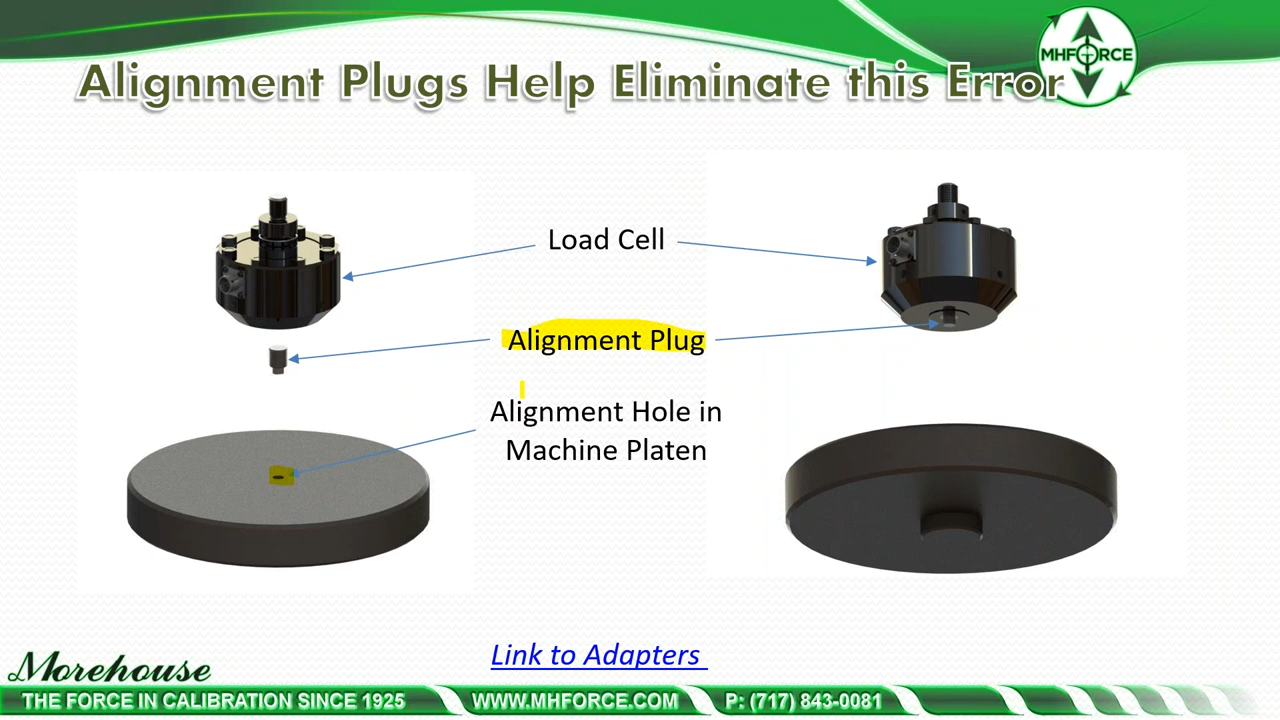 MHFORCE
Alignment Plugs Help Eliminate this Error
Load Cell
Alignment Plug
Alignment Hole in
Machine Platen
Link to Adapters
Morehouse
THE FORCE IN CALIBRATION SINCE 1925
WWW.MHFORCE.COM
P: (717) 843-0081